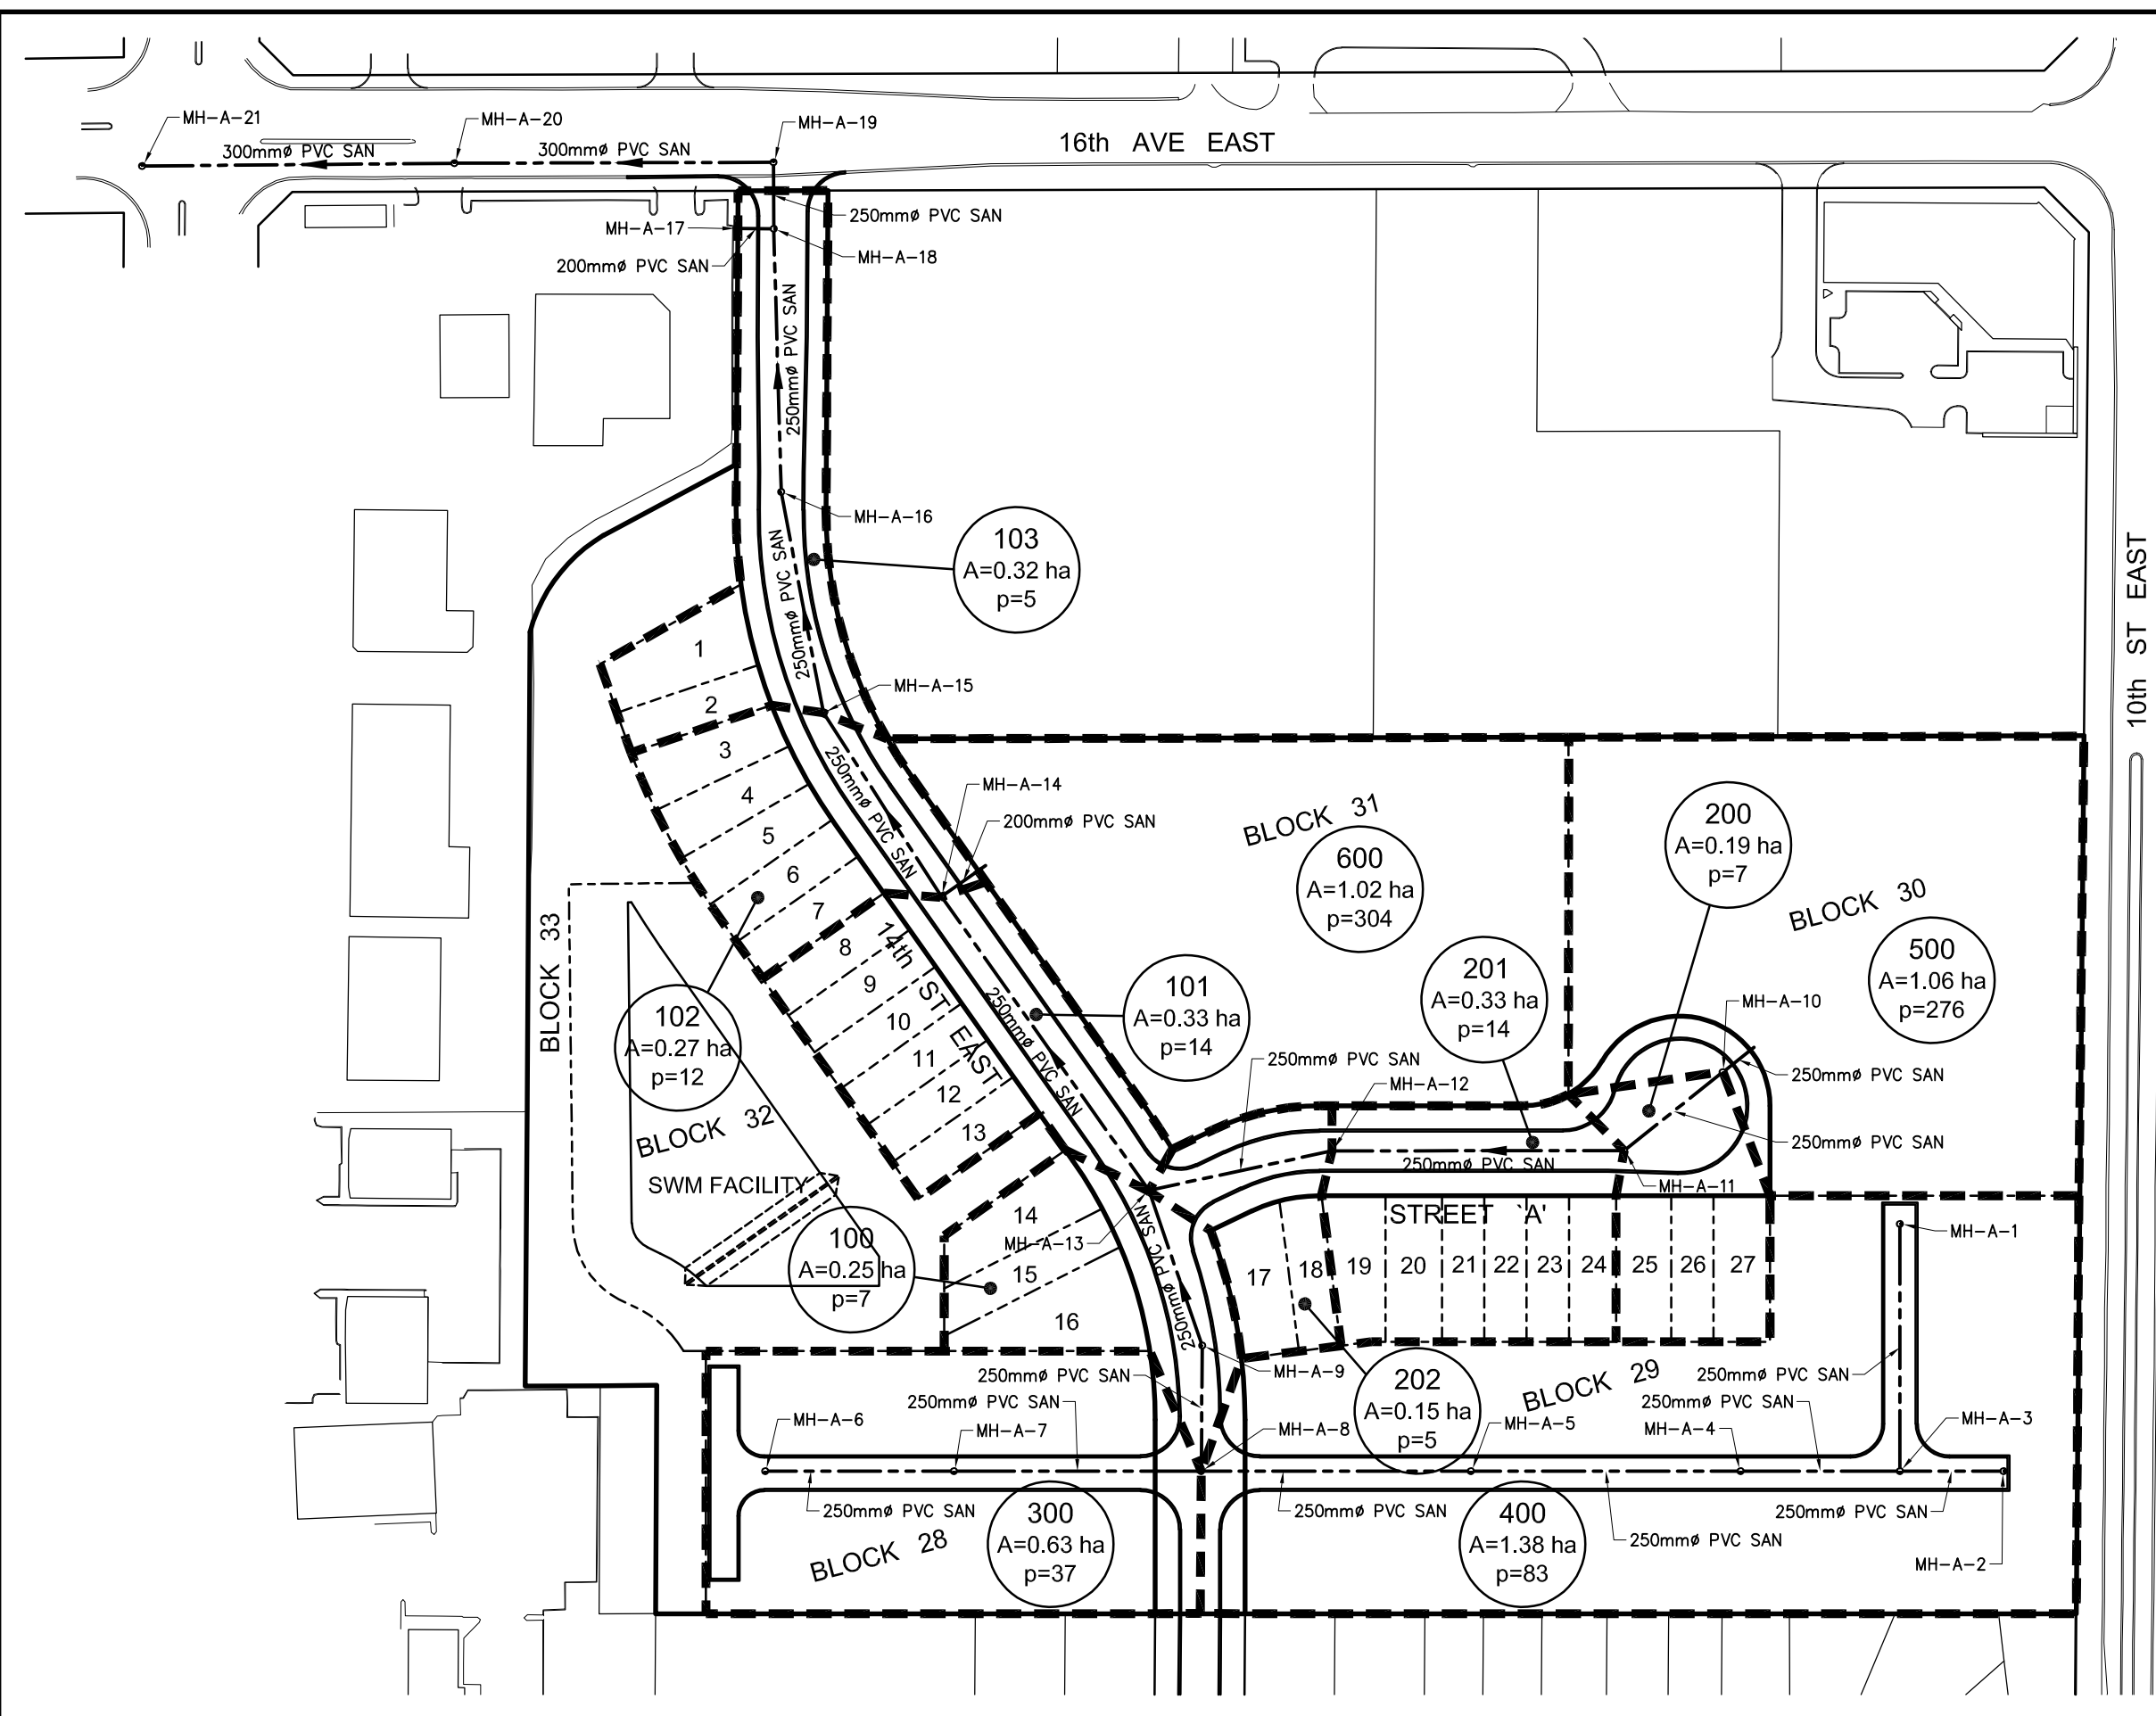 MH-A-21
MH-A-20
MH-A-19
300mmø PVC SAN
300mmø PVC SAN
16th AVE EAST
250mmø PVC SAN
MH-A-17
MH-A-18
200mmø PVC SAN
250mmø PVC SAN
MH-A-16
103
A=0.32 ha
p=5
250mmø PVC SAN
10th ST EAST
1
MH-A-15
2
3
250mmø PVC SAN
4
MH-A-14
200mmø PVC SAN
BLOCK 31
600
A=1.02 ha
p=304
200
A=0.19 ha
p=7
5
6
7
BLOCK 30
500
A=1.06 ha
p=276
BLOCK 33
8
14th ST EAST
9
10
11
12
13
102
A=0.27 ha
p=12
101
A=0.33 ha
p=14
201
A=0.33 ha
p=14
MH-A-10
250mmø PVC SAN
250mmø PVC SAN
MH-A-12
250mmø PVC SAN
250mmø PVC SAN
250mmø PVC SAN
MH-A-11
BLOCK 32
SWM FACILITY
STREET 'A'
MH-A-1
14
MH-A-13
100
A=0.25 ha
p=7
15
16
250mmø PVC SAN
17
18
19
20
21
22
23
24
25
26
27
MH-A-9
250mmø PVC SAN
250mmø PVC SAN
202
A=0.15 ha
p=5
BLOCK 29
250mmø PVC SAN
250mmø PVC SAN
MH-A-6
MH-A-7
MH-A-8
MH-A-5
MH-A-4
MH-A-3
250mmø PVC SAN
300
A=0.63 ha
p=37
250mmø PVC SAN
400
A=1.38 ha
p=83
250mmø PVC SAN
250mmø PVC SAN
BLOCK 28
MH-A-2